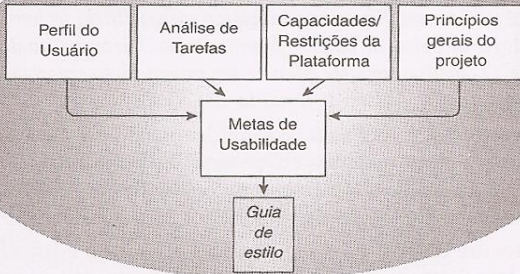 Perfil do
Usuário
Análise de
Tarefas
Capacidades/
Restrições da
Plataforma
Princípios
gerais do
projeto
Metas de
Usabilidade
Guia
de
estilo